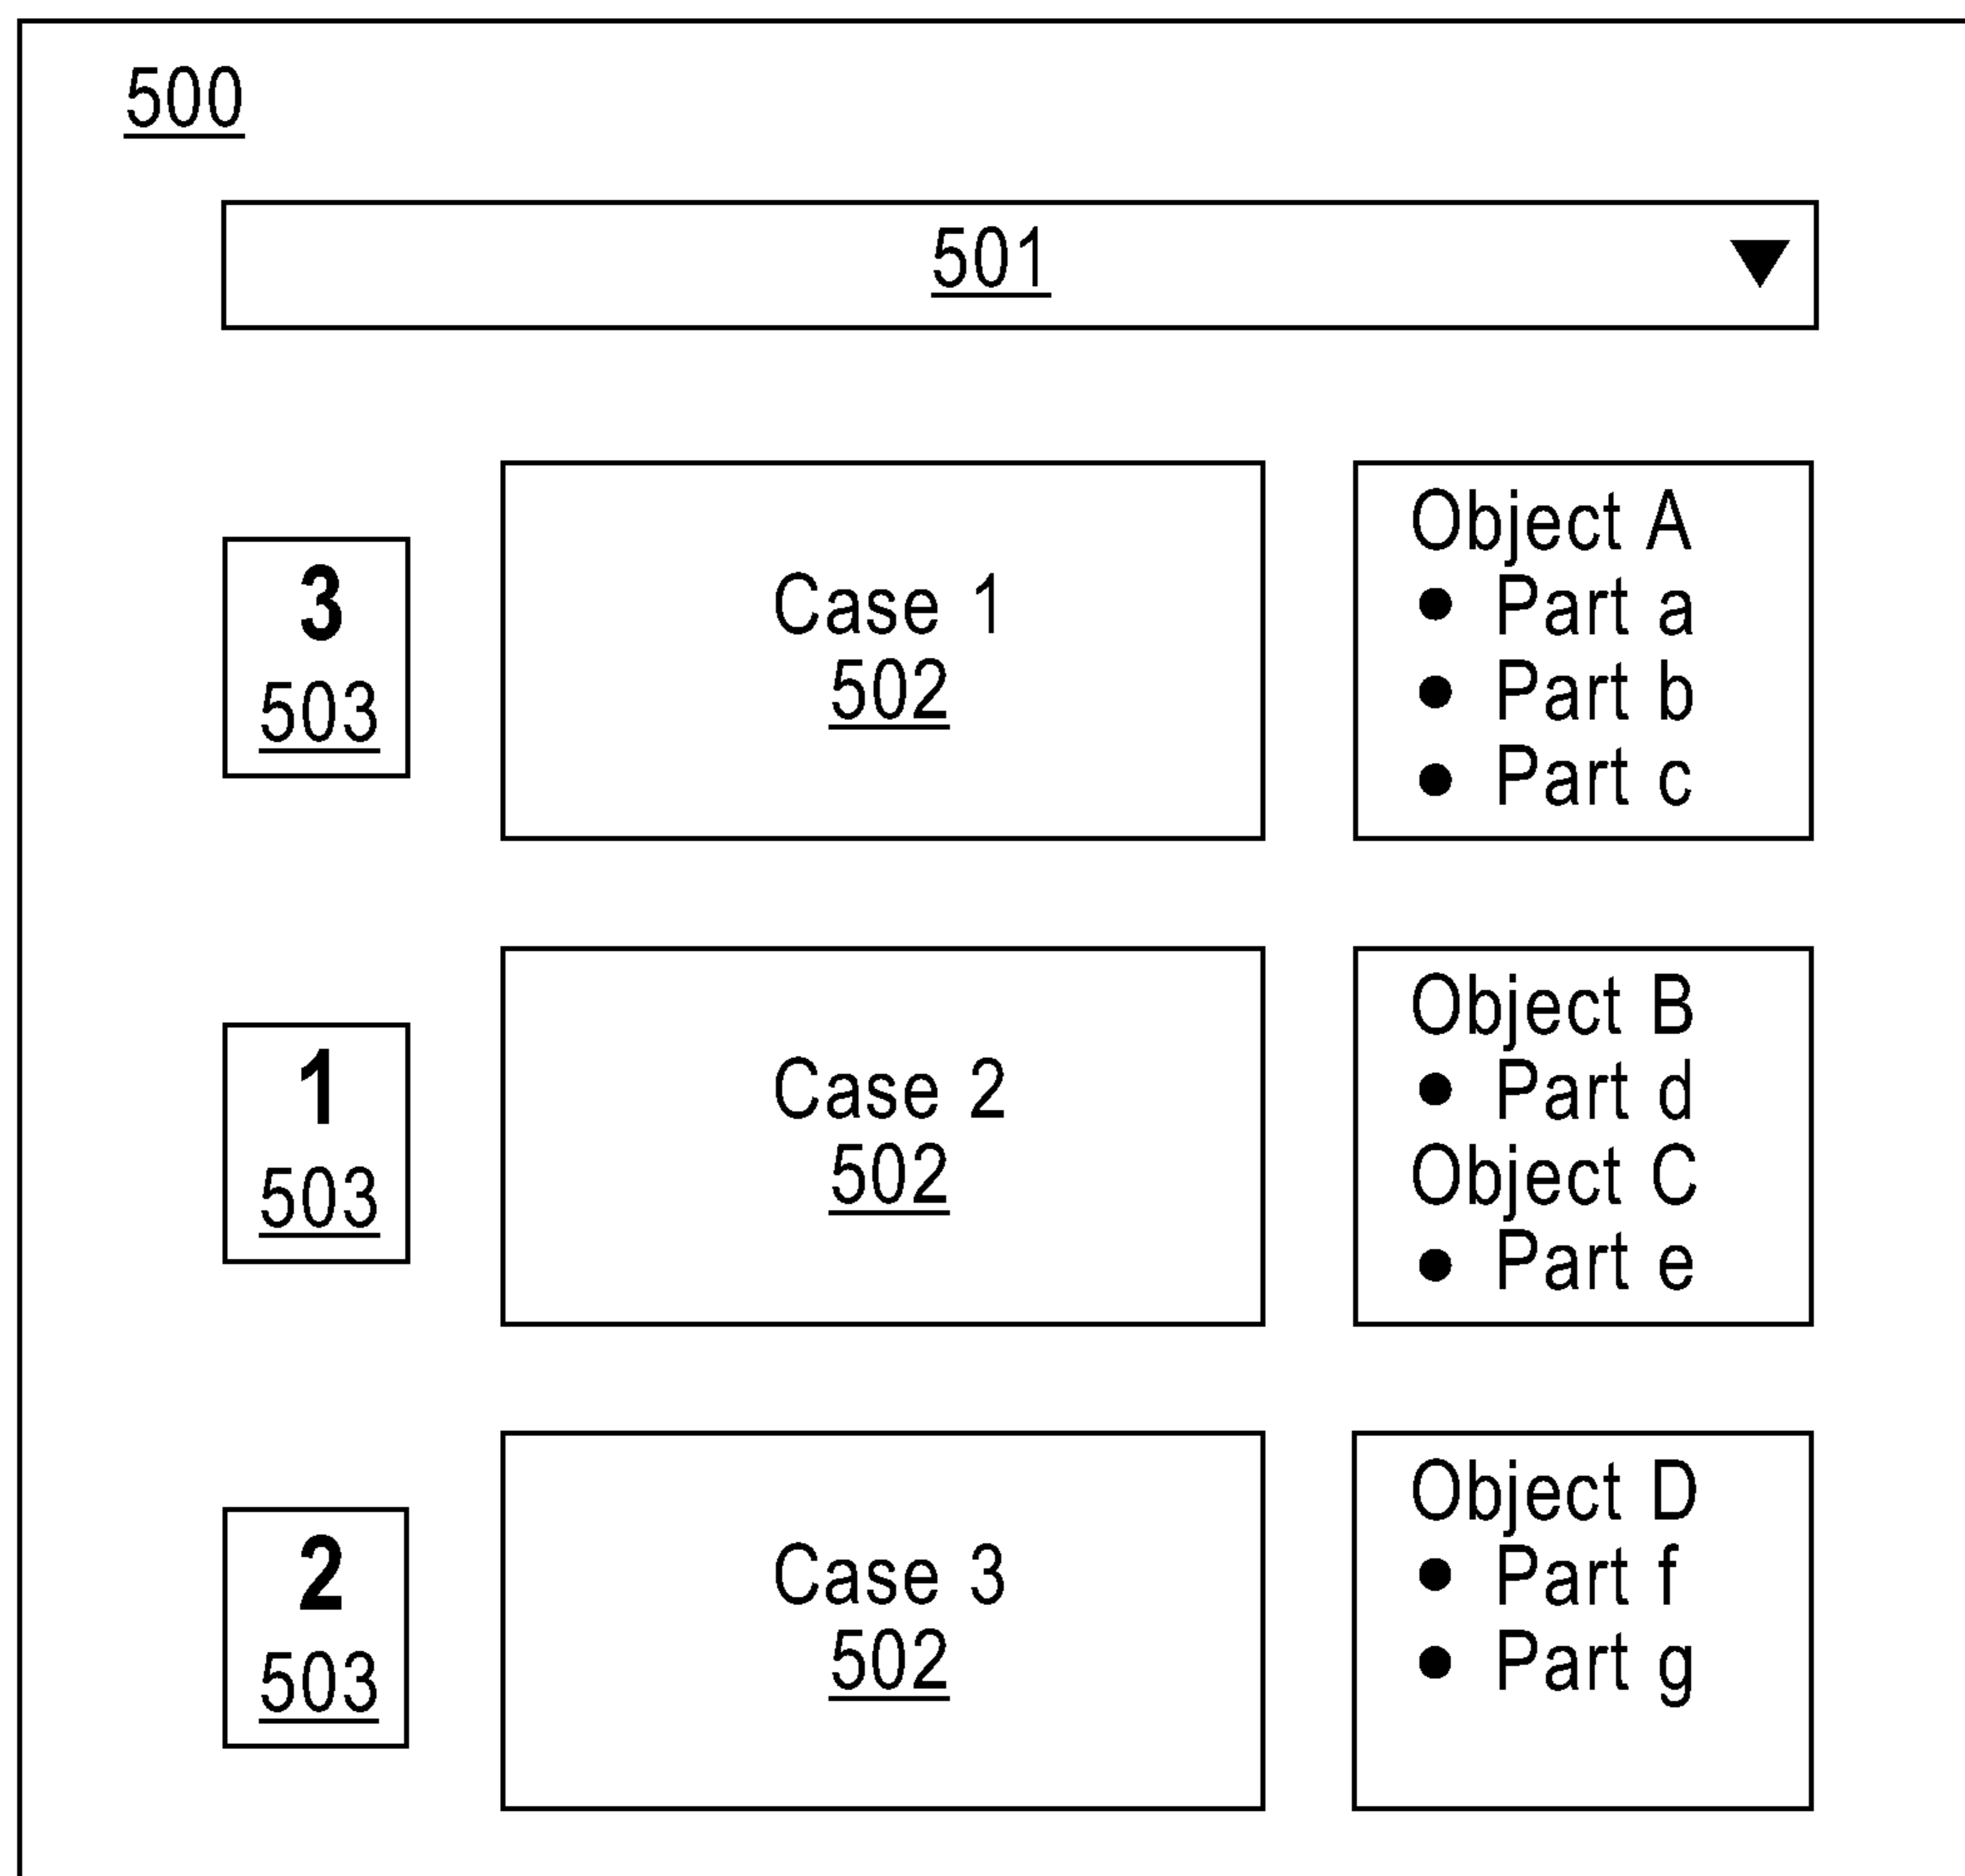 500
501
3
503
Case 1
502
Object A
• Part a
• Part b
• Part c
1
503
Case 2
502
Object B
• Part d
Object C
• Part e
2
503
Case 3
502
Object D
• Part f
• Part g